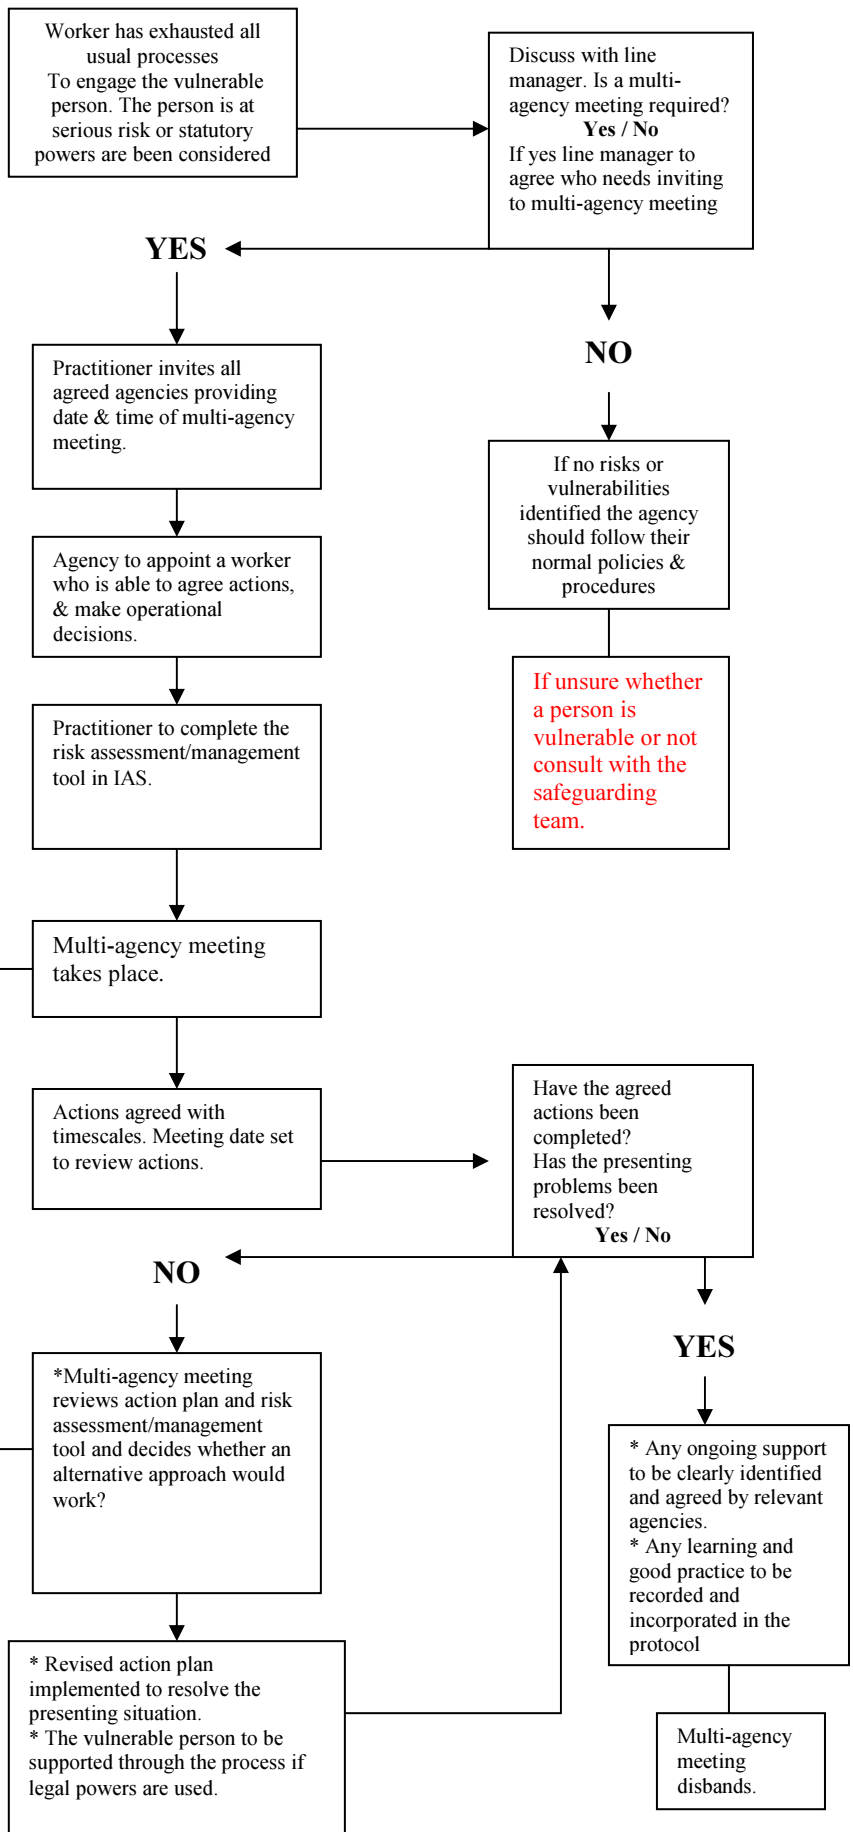 Worker has exhausted all
usual processes
To engage the vulnerable
person. The person is at
serious risk or statutory
powers are been considered
Discuss with line
manager. Is a multi-
agency meeting required?
Yes / No
If yes line manager to
agree who needs inviting
to multi-agency meeting
YES
NO
Practitioner invites all
agreed agencies providing
date & time of multi-agency
meeting.
If no risks or
vulnerabilities
identified the agency
should follow their
normal policies &
procedures
Agency to appoint a worker
who is able to agree actions,
& make operational
decisions.
If unsure whether
a person is
vulnerable or not
consult with the
safeguarding
team.
Practitioner to complete the
risk assessment/management
tool in IAS.
Multi-agency meeting
takes place.
Actions agreed with
timescales. Meeting date set
to review actions.
Have the agreed
actions been
completed?
Has the presenting
problems been
resolved?
Yes / No
NO
YES
*Multi-agency meeting
reviews action plan and risk
assessment/management
tool and decides whether an
alternative approach would
work?
* Any ongoing support
to be clearly identified
and agreed by relevant
agencies.
* Any learning and
good practice to be
recorded and
incorporated in the
protocol
* Revised action plan
implemented to resolve the
presenting situation.
* The vulnerable person to be
supported through the process if
legal powers are used.
Multi-agency
meeting
disbands.